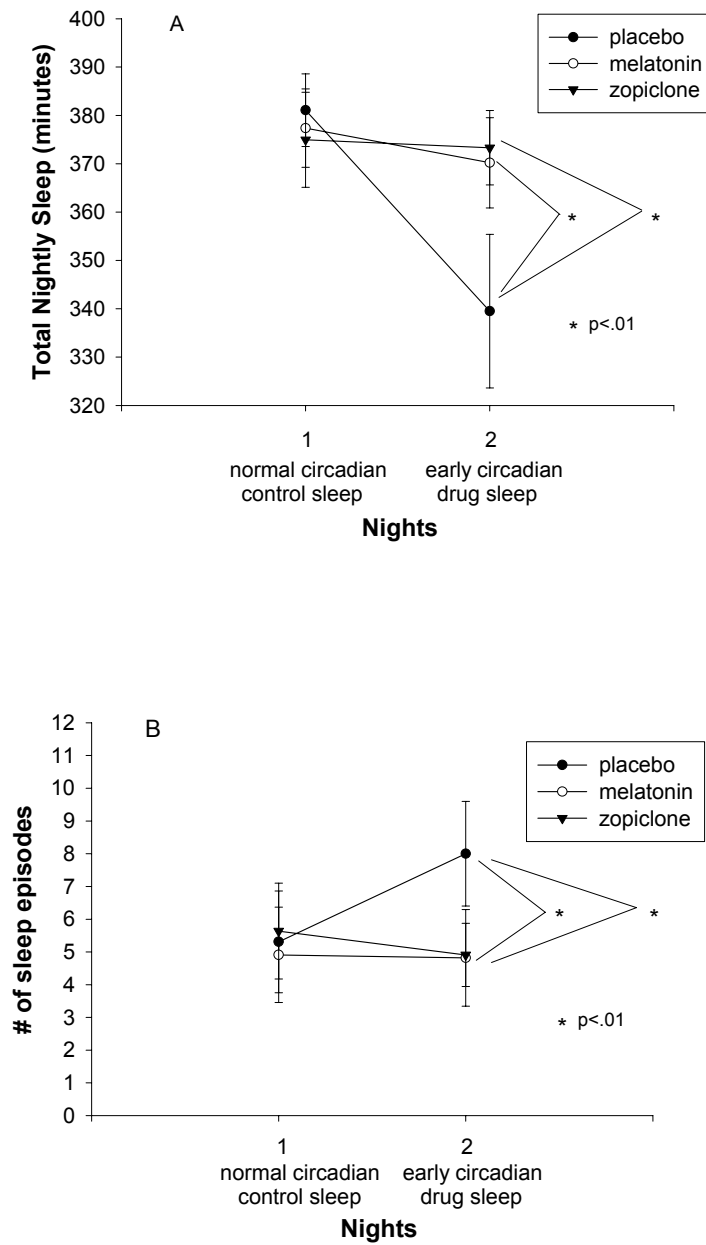 A
placebo
melatonin
zopiclone
Total Nightly Sleep (minutes)
400
390
380
370
360
350
340
330
320
*
*
* p<.01
1
2
normal circadian
control sleep
early circadian
drug sleep
Nights
B
placebo
melatonin
zopiclone
# of sleep episodes
12
11
10
9
8
7
6
5
4
3
2
1
0
*
*
* p<.01
1
2
normal circadian
control sleep
early circadian
drug sleep
Nights